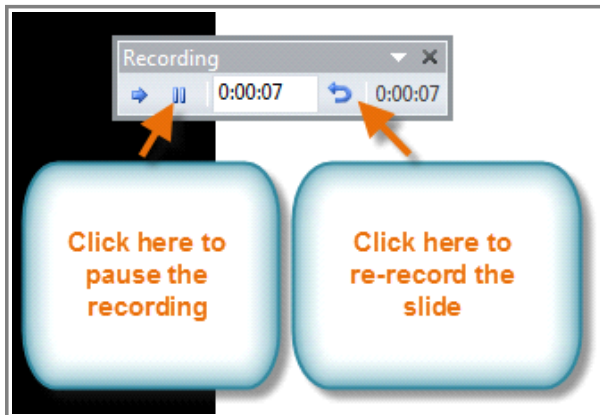 Recording
0:00:07 0:00:07
Click here to
pause the
recording
Click here to
re-record the
slide